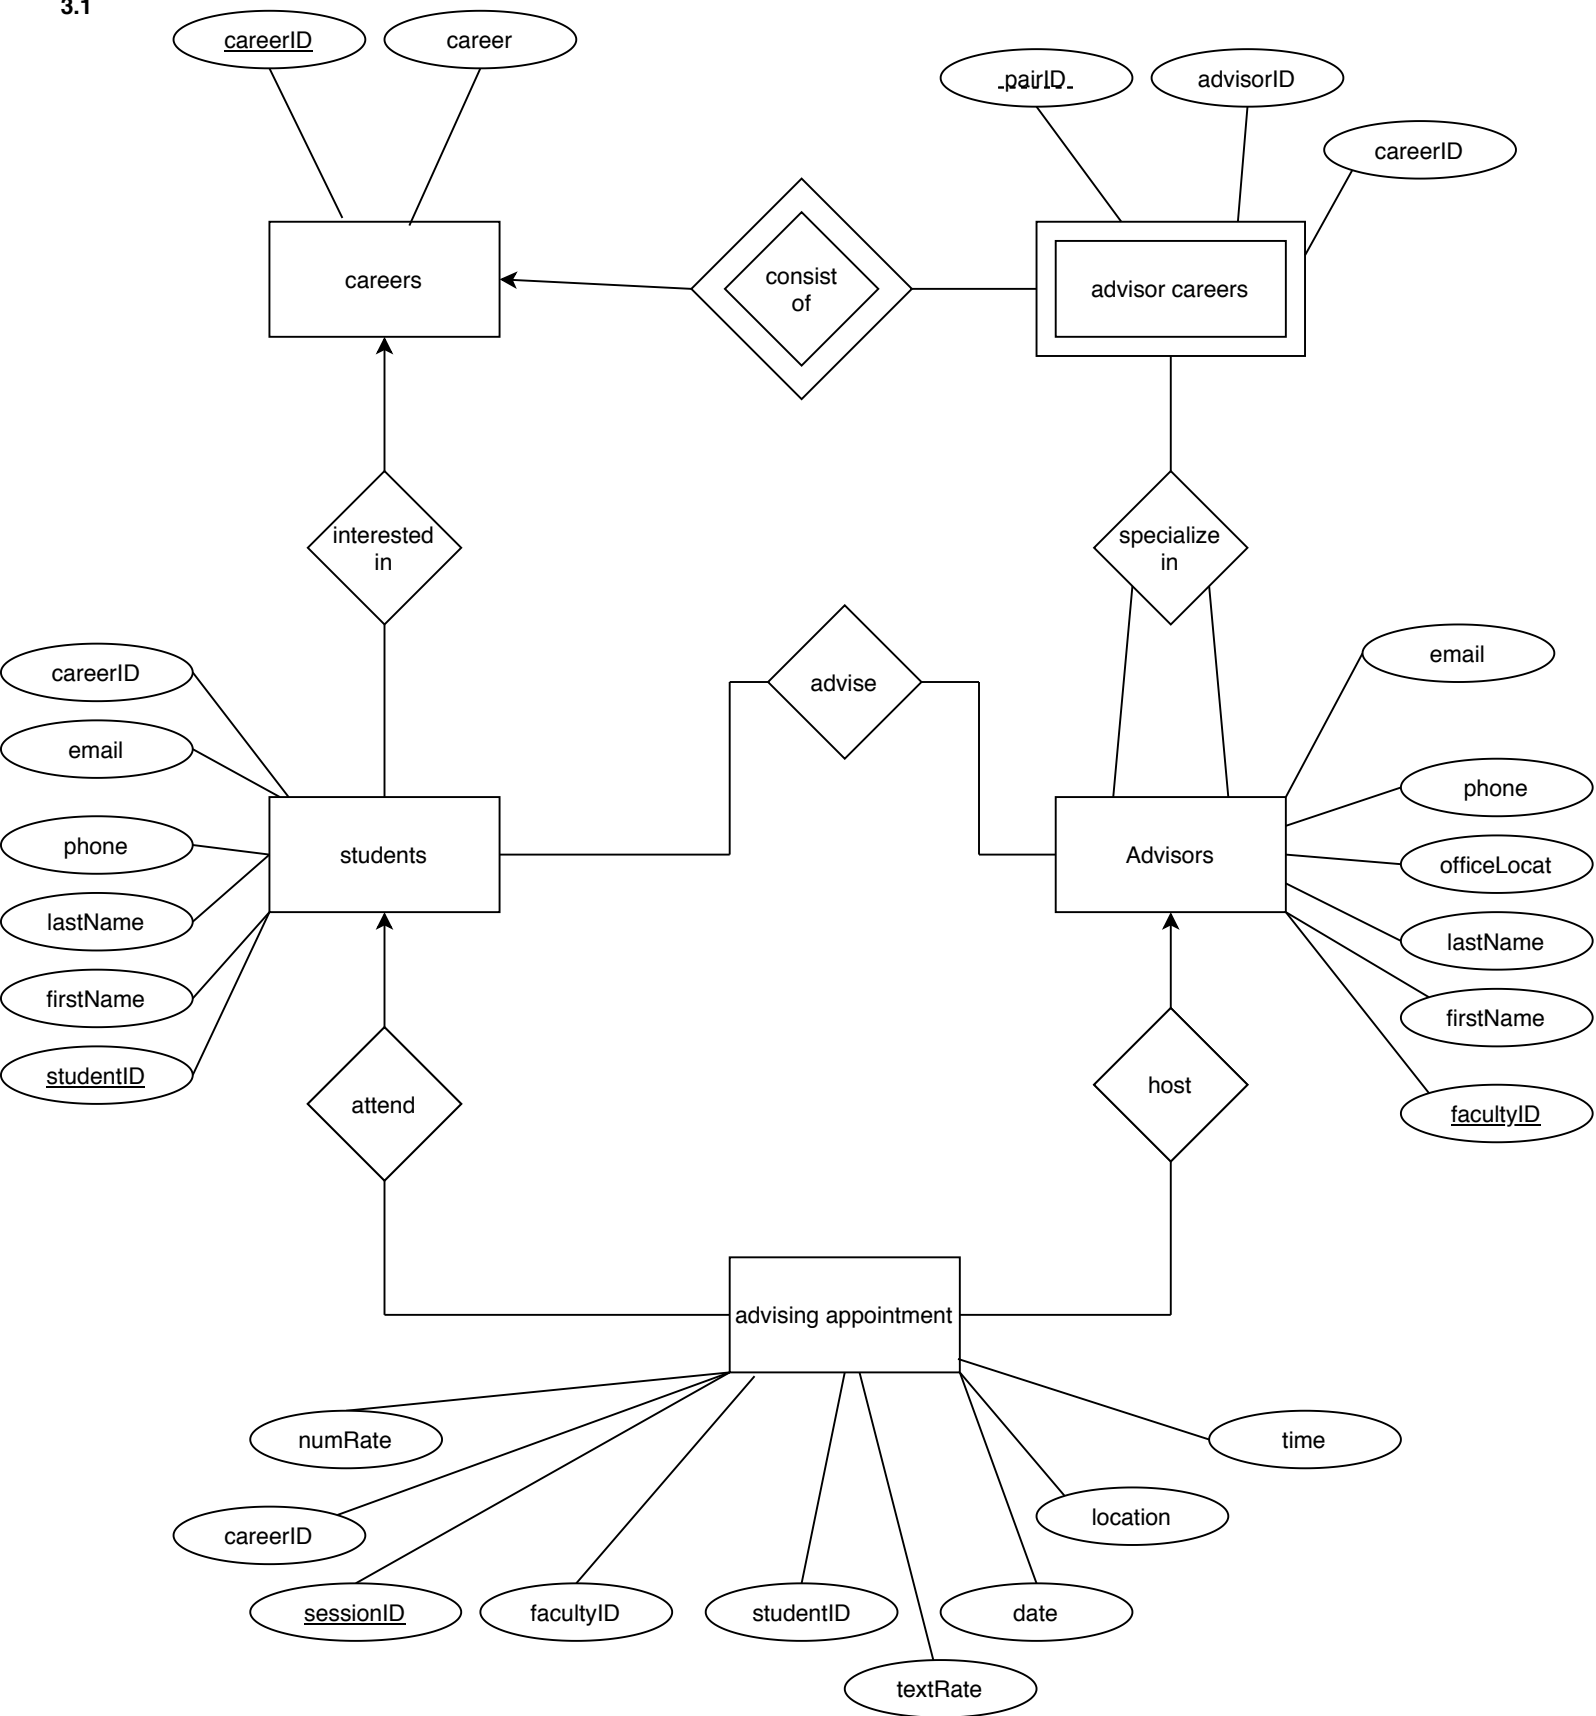 3.1
careerID
career
pairID
advisorID
careerID
careers
consist
of
advisor careers
interested
in
specialize
in
careerID
email
phone
lastName
firstName
studentID
students
advise
Advisors
email
phone
officeLocat
lastName
firstName
facultyID
attend
host
advising appointment
numRate
careerID
sessionID
facultyID
studentID
textRate
date
location
time